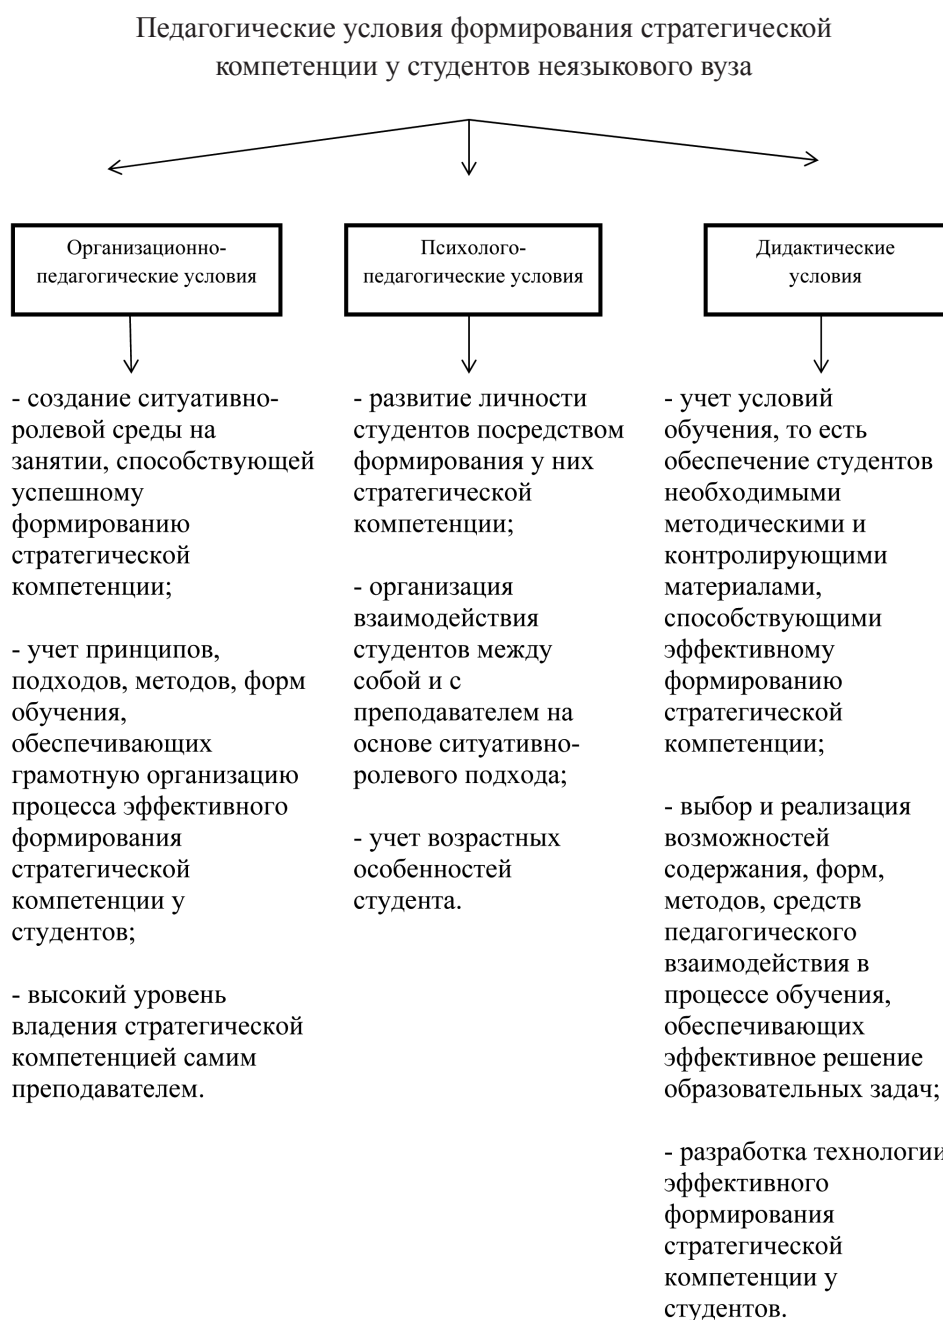 Педагогические условия формирования стратегической
компетенции у студентов неязыкового вуза
Организационно-
педагогические условия
Психолого-
педагогические условия
Дидактические
условия
- создание ситуативно-
ролевой среды на
занятии, способствующей
успешному
формированию
стратегической
компетенции;
- учет принципов,
подходов, методов, форм
обучения,
обеспечивающих
грамотную организацию
процесса эффективного
формирования
стратегической
компетенции у
студентов;
- высокий уровень
владения стратегической
компетенцией самим
преподавателем.
- развитие личности
студентов посредством
формирования у них
стратегической
компетенции;
- организация
взаимодействия
студентов между
собой и с
преподавателем на
основе ситуативно-
ролевого подхода;
- учет возрастных
особенностей
студента.
- учет условий
обучения, то есть
обеспечение студентов
необходимыми
методическими и
контролирующими
материалами,
способствующими
эффективному
формированию
стратегической
компетенции;
- выбор и реализация
возможностей
содержания, форм,
методов, средств
педагогического
взаимодействия в
процессе обучения,
обеспечивающих
эффективное решение
образовательных задач;
- разработка технологии
эффективного
формирования
стратегической
компетенции у
студентов.